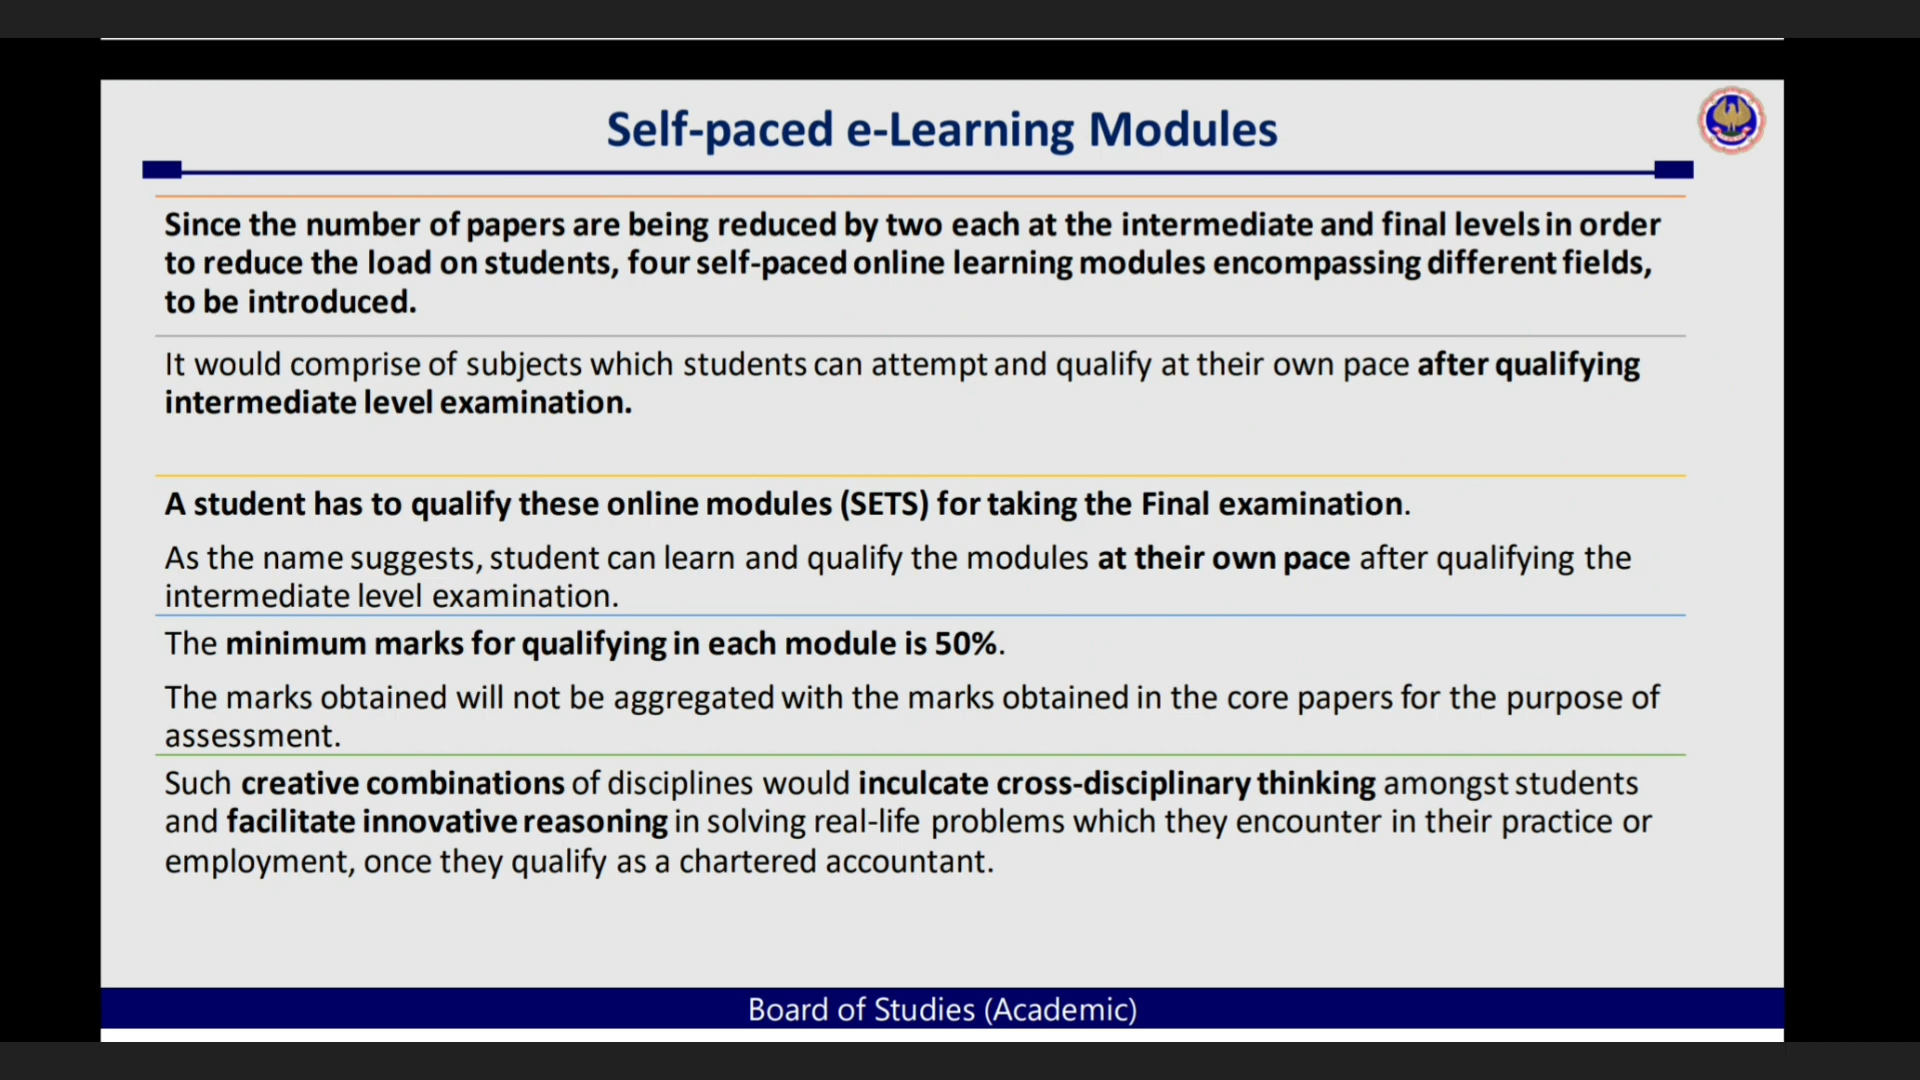 Self-paced e-Learning Modules
Since the number of papers are being reduced by two each at the intermediate and final levels in order
to reduce the load on students, four self-paced online learning modules encompassing different fields,
to be introduced.
It would comprise of subjects which students can attempt and qualify at their own pace after qualifying
intermediate level examination.
A student has to qualify these online modules (SETS) for taking the Final examination.
As the name suggests, student can learn and qualify the modules at their own pace after qualifying the
intermediate level examination.
The minimum marks for qualifying in each module is 50%.
The marks obtained will not be aggregated with the marks obtained in the core papers for the purpose of
assessment.
Such creative combinations of disciplines would inculcate cross-disciplinary thinking amongst students
and facilitate innovative reasoning in solving real-life problems which they encounter in their practice or
employment, once they qualify as a chartered accountant.
Board of Studies (Academic)